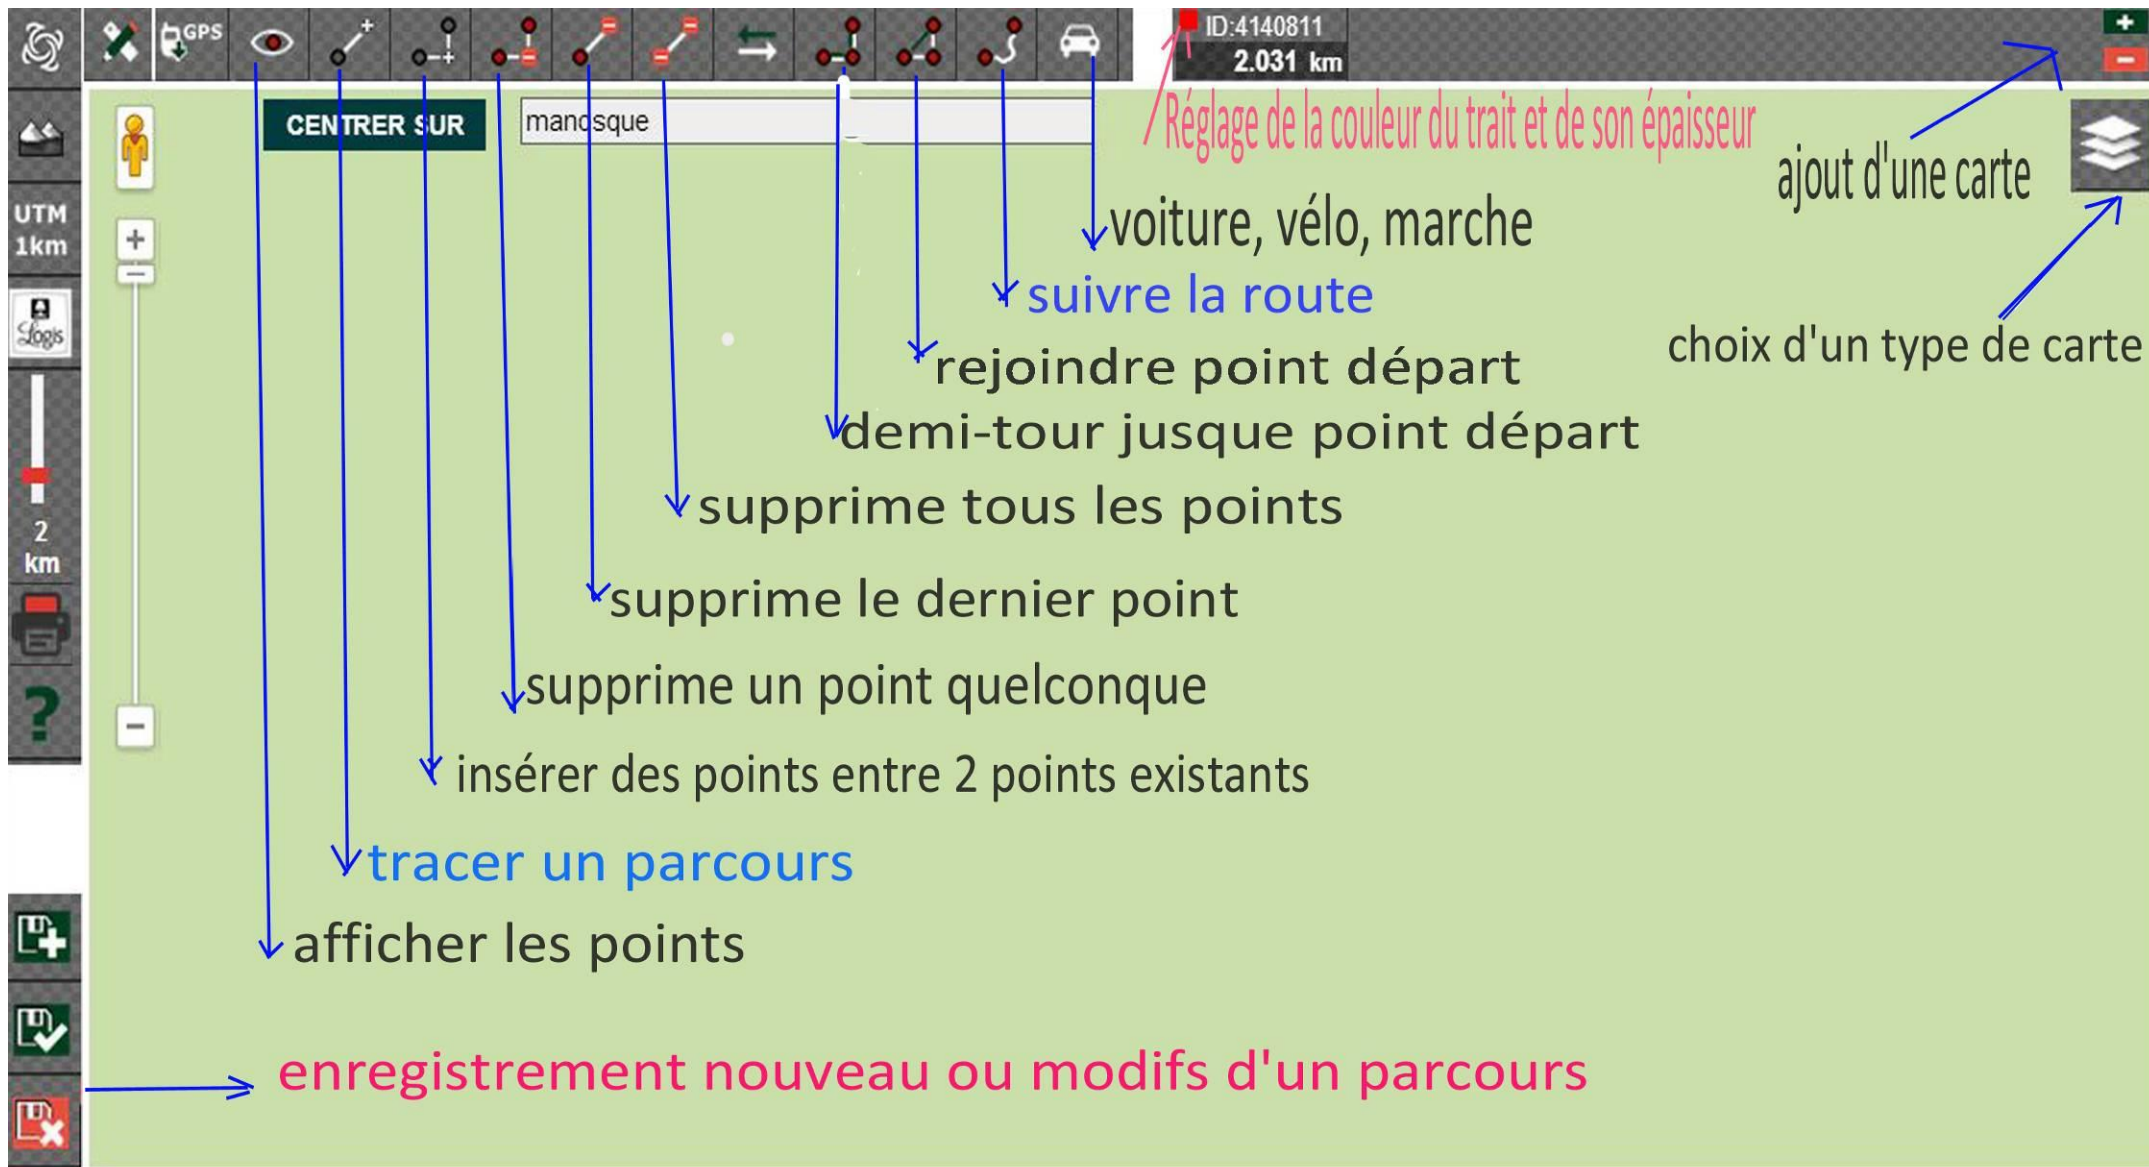 GPS
ID:4140811
2.031 km
CENTRER SUR
manosque
Réglage de la couleur du trait et de son épaisseur
ajout d'une carte
UTM
1km
voiture, vélo, marche
suivre la route
Logis
choix d'un type de carte
rejoindre point départ
demi-tour jusque point départ
supprime tous les points
2
km
supprime le dernier point
supprime un point quelconque
?
insérer des points entre 2 points existants
tracer un parcours
afficher les points
enregistrement nouveau ou modifs d'un parcours